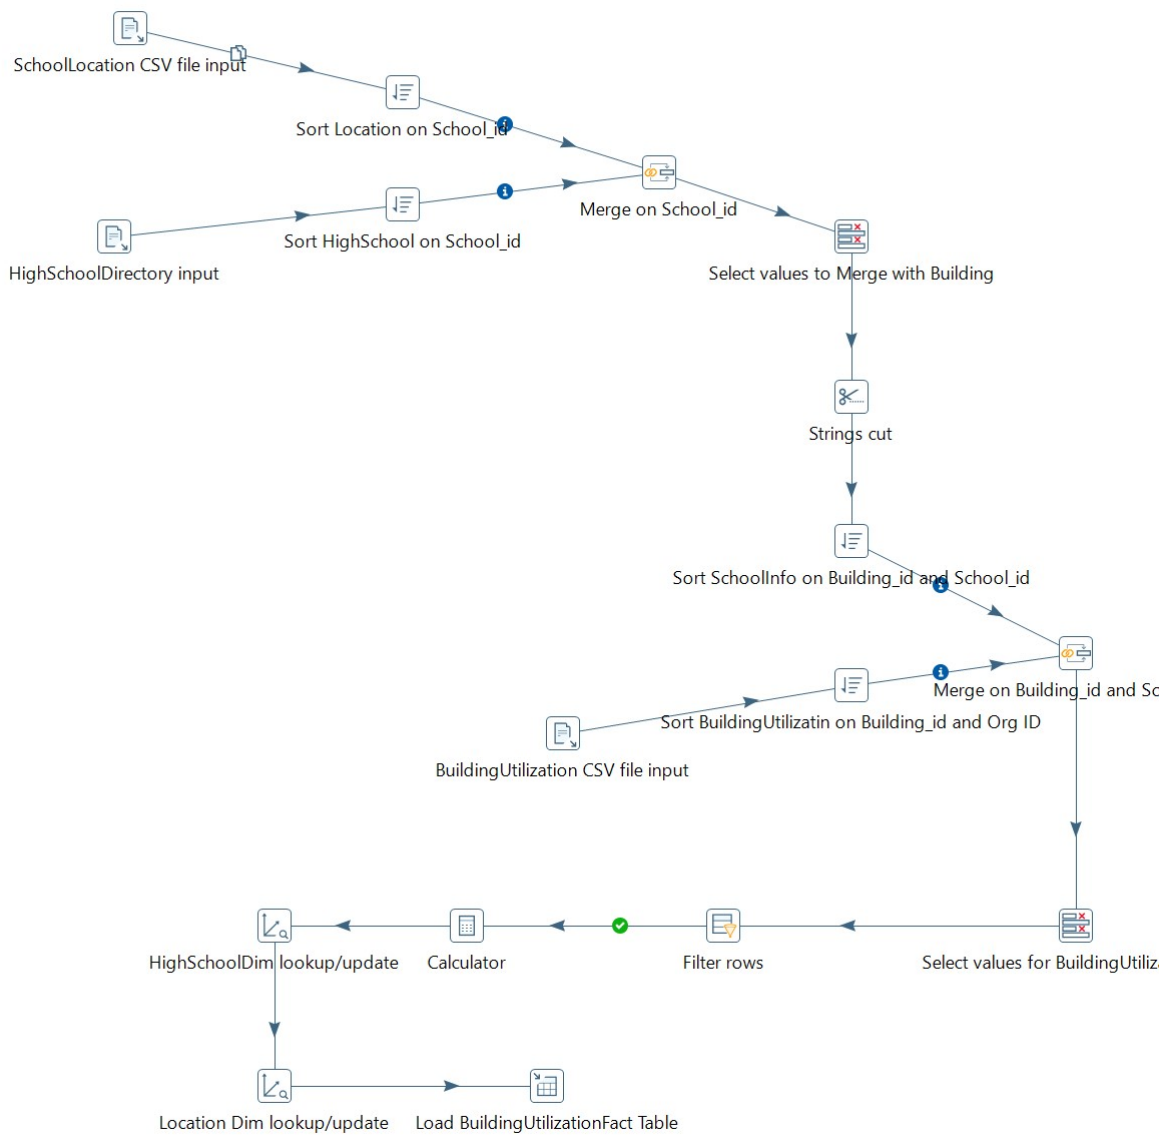 SchoolLocation CSV file input
Sort Location on School_id
Merge on School_id
Sort HighSchool on School_id
HighSchoolDirectory input
Select values to Merge with Building
Strings cut
Sort SchoolInfo on Building_id and School_id
Merge on Building_id and Sc
Sort BuildingUtilizatin on Building_id and Org ID
BuildingUtilization CSV file input
HighSchoolDim lookup/update
Calculator
Filter rows
Select values for BuildingUtiliz
Location Dim lookup/update
Load BuildingUtilizationFact Table